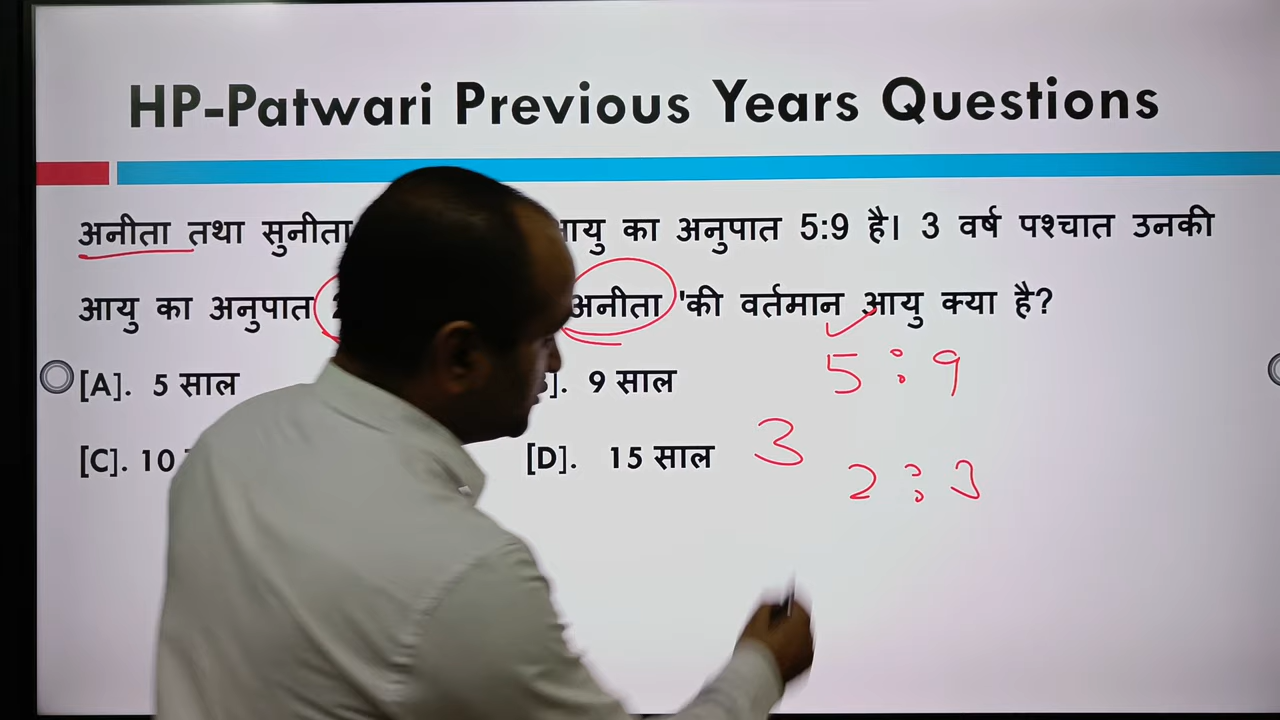 HP-Patwari Previous Years Questions
अनीता तथा सुनीता आयु का अनुपात 5:9 है। 3 वर्ष पश्चात उनकी
आयु का अनुपात अनीता 'की वर्तमान आयु क्या है?
[A]. 5 साल ]. 9 साल
[C]. 10 [D]. 15 साल
5 : 9
3
2 : 3